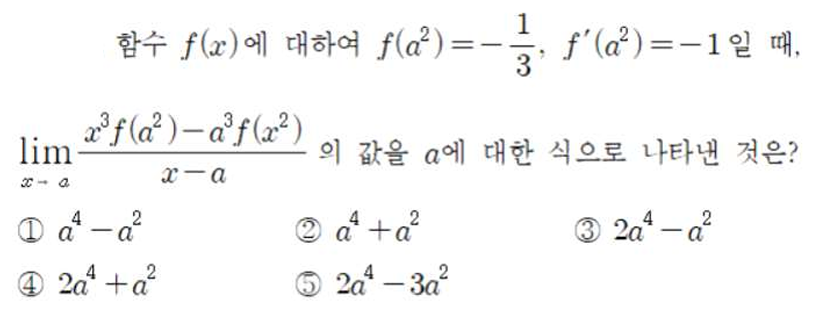 함수 f(x)에 대하여 f(a²)=-1/3, f′(a²)=-1일 때,
lim_{x→a} (x³f(a²)-a³f(x²))/(x-a) 의 값을 a에 대한 식으로 나타낸 것은?
① a⁴-a² ② a⁴+a² ③ 2a⁴-a²
④ 2a⁴+a² ⑤ 2a⁴-3a²